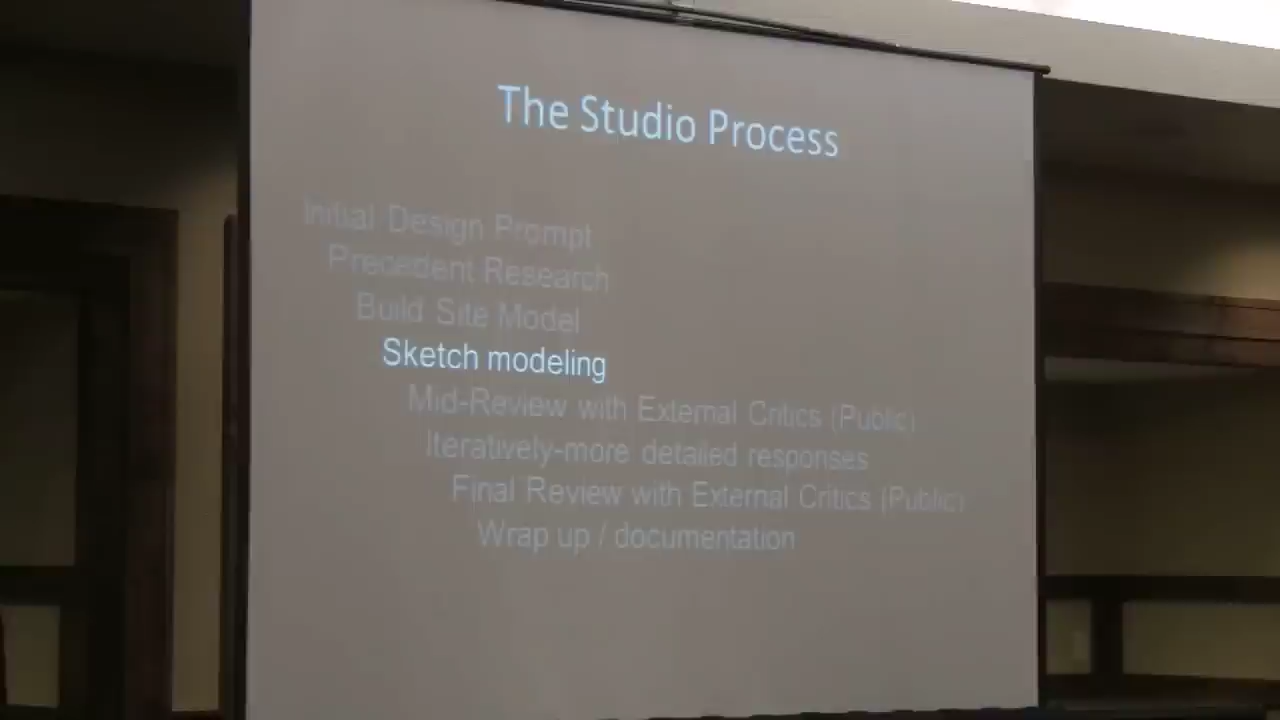 The Studio Process
Initial Design Prompt
Precedent Research
Build Site Model
Sketch modeling
Mid-Review with External Critics (Public)
Iteratively-more detailed responses
Final Review with External Critics (Public)
Wrap up / documentation